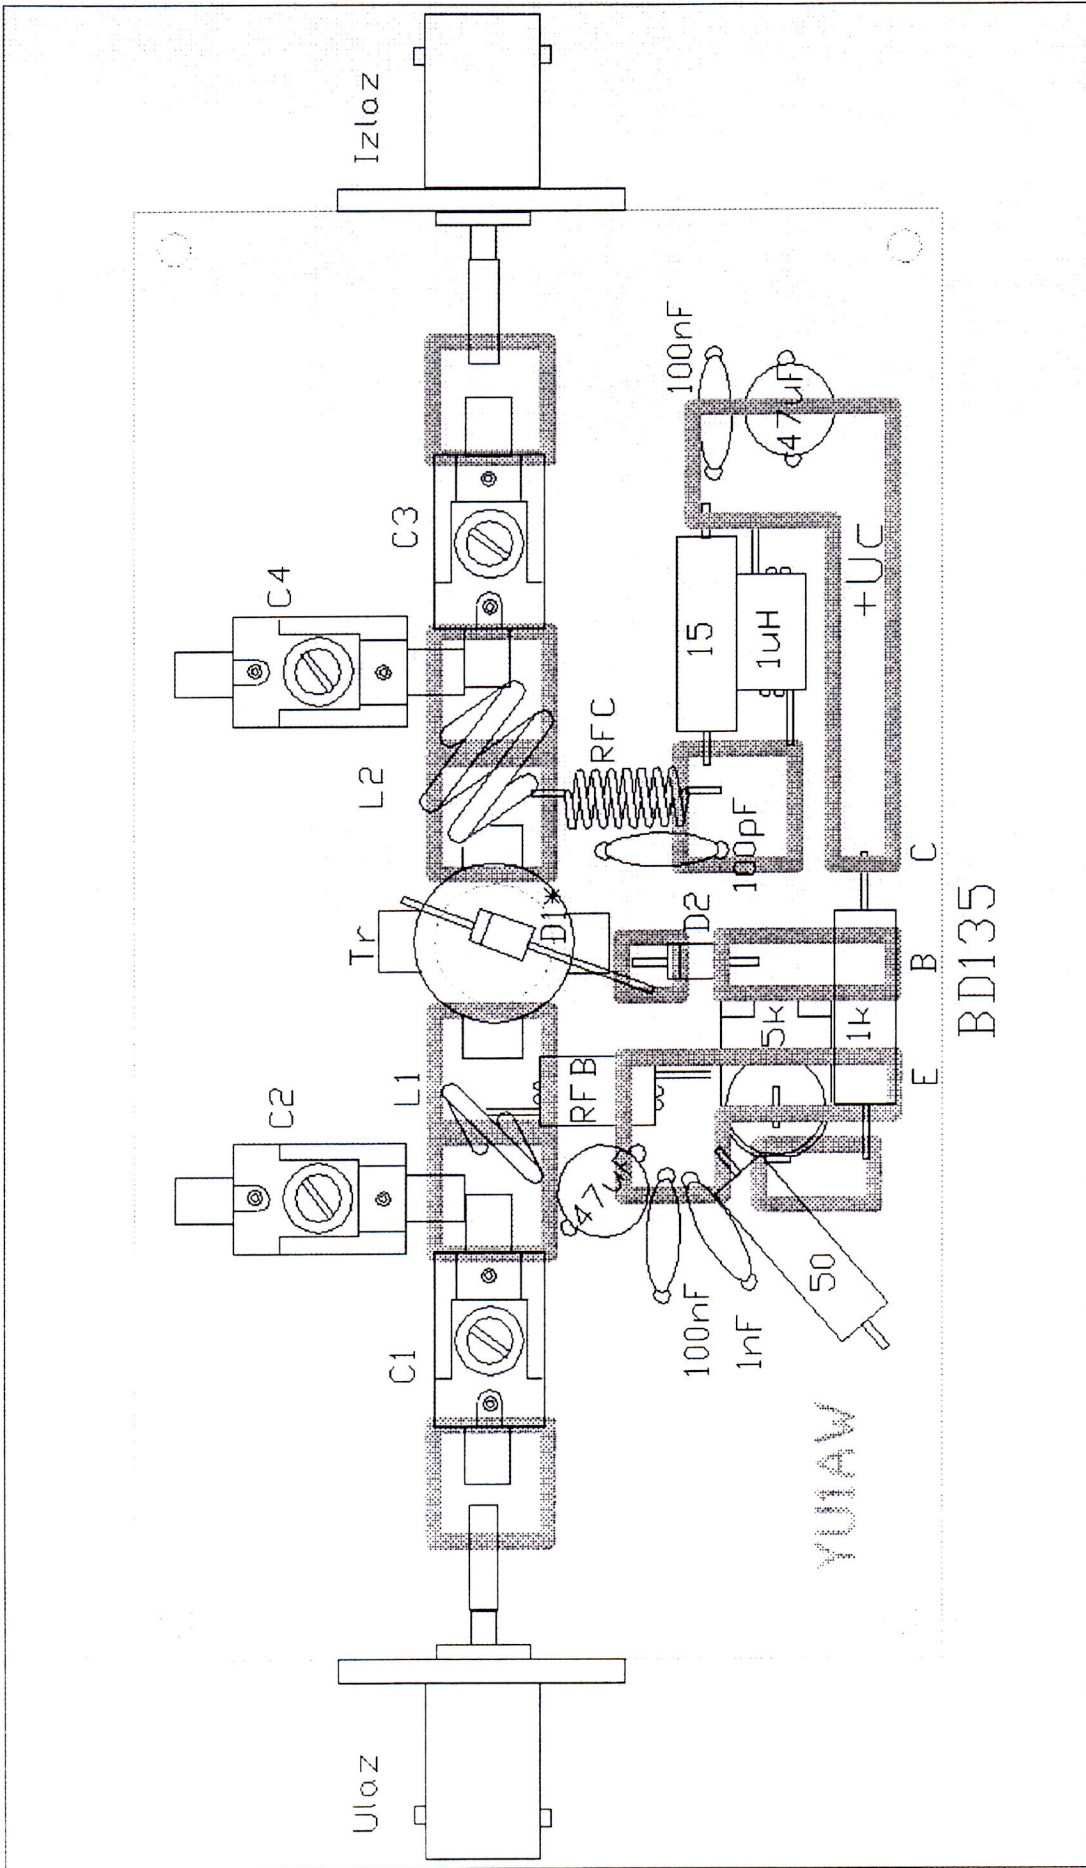 Ulaz
Izlaz
C2
C4
C1
L1
Tr
L2
C3
D1
RFB
RFC
47uF
100nF
1nF
D2
100pF
15
1uH
100nF
47uF
50
5k
1k
+Uc
YU1AW
E
B
C
BD135